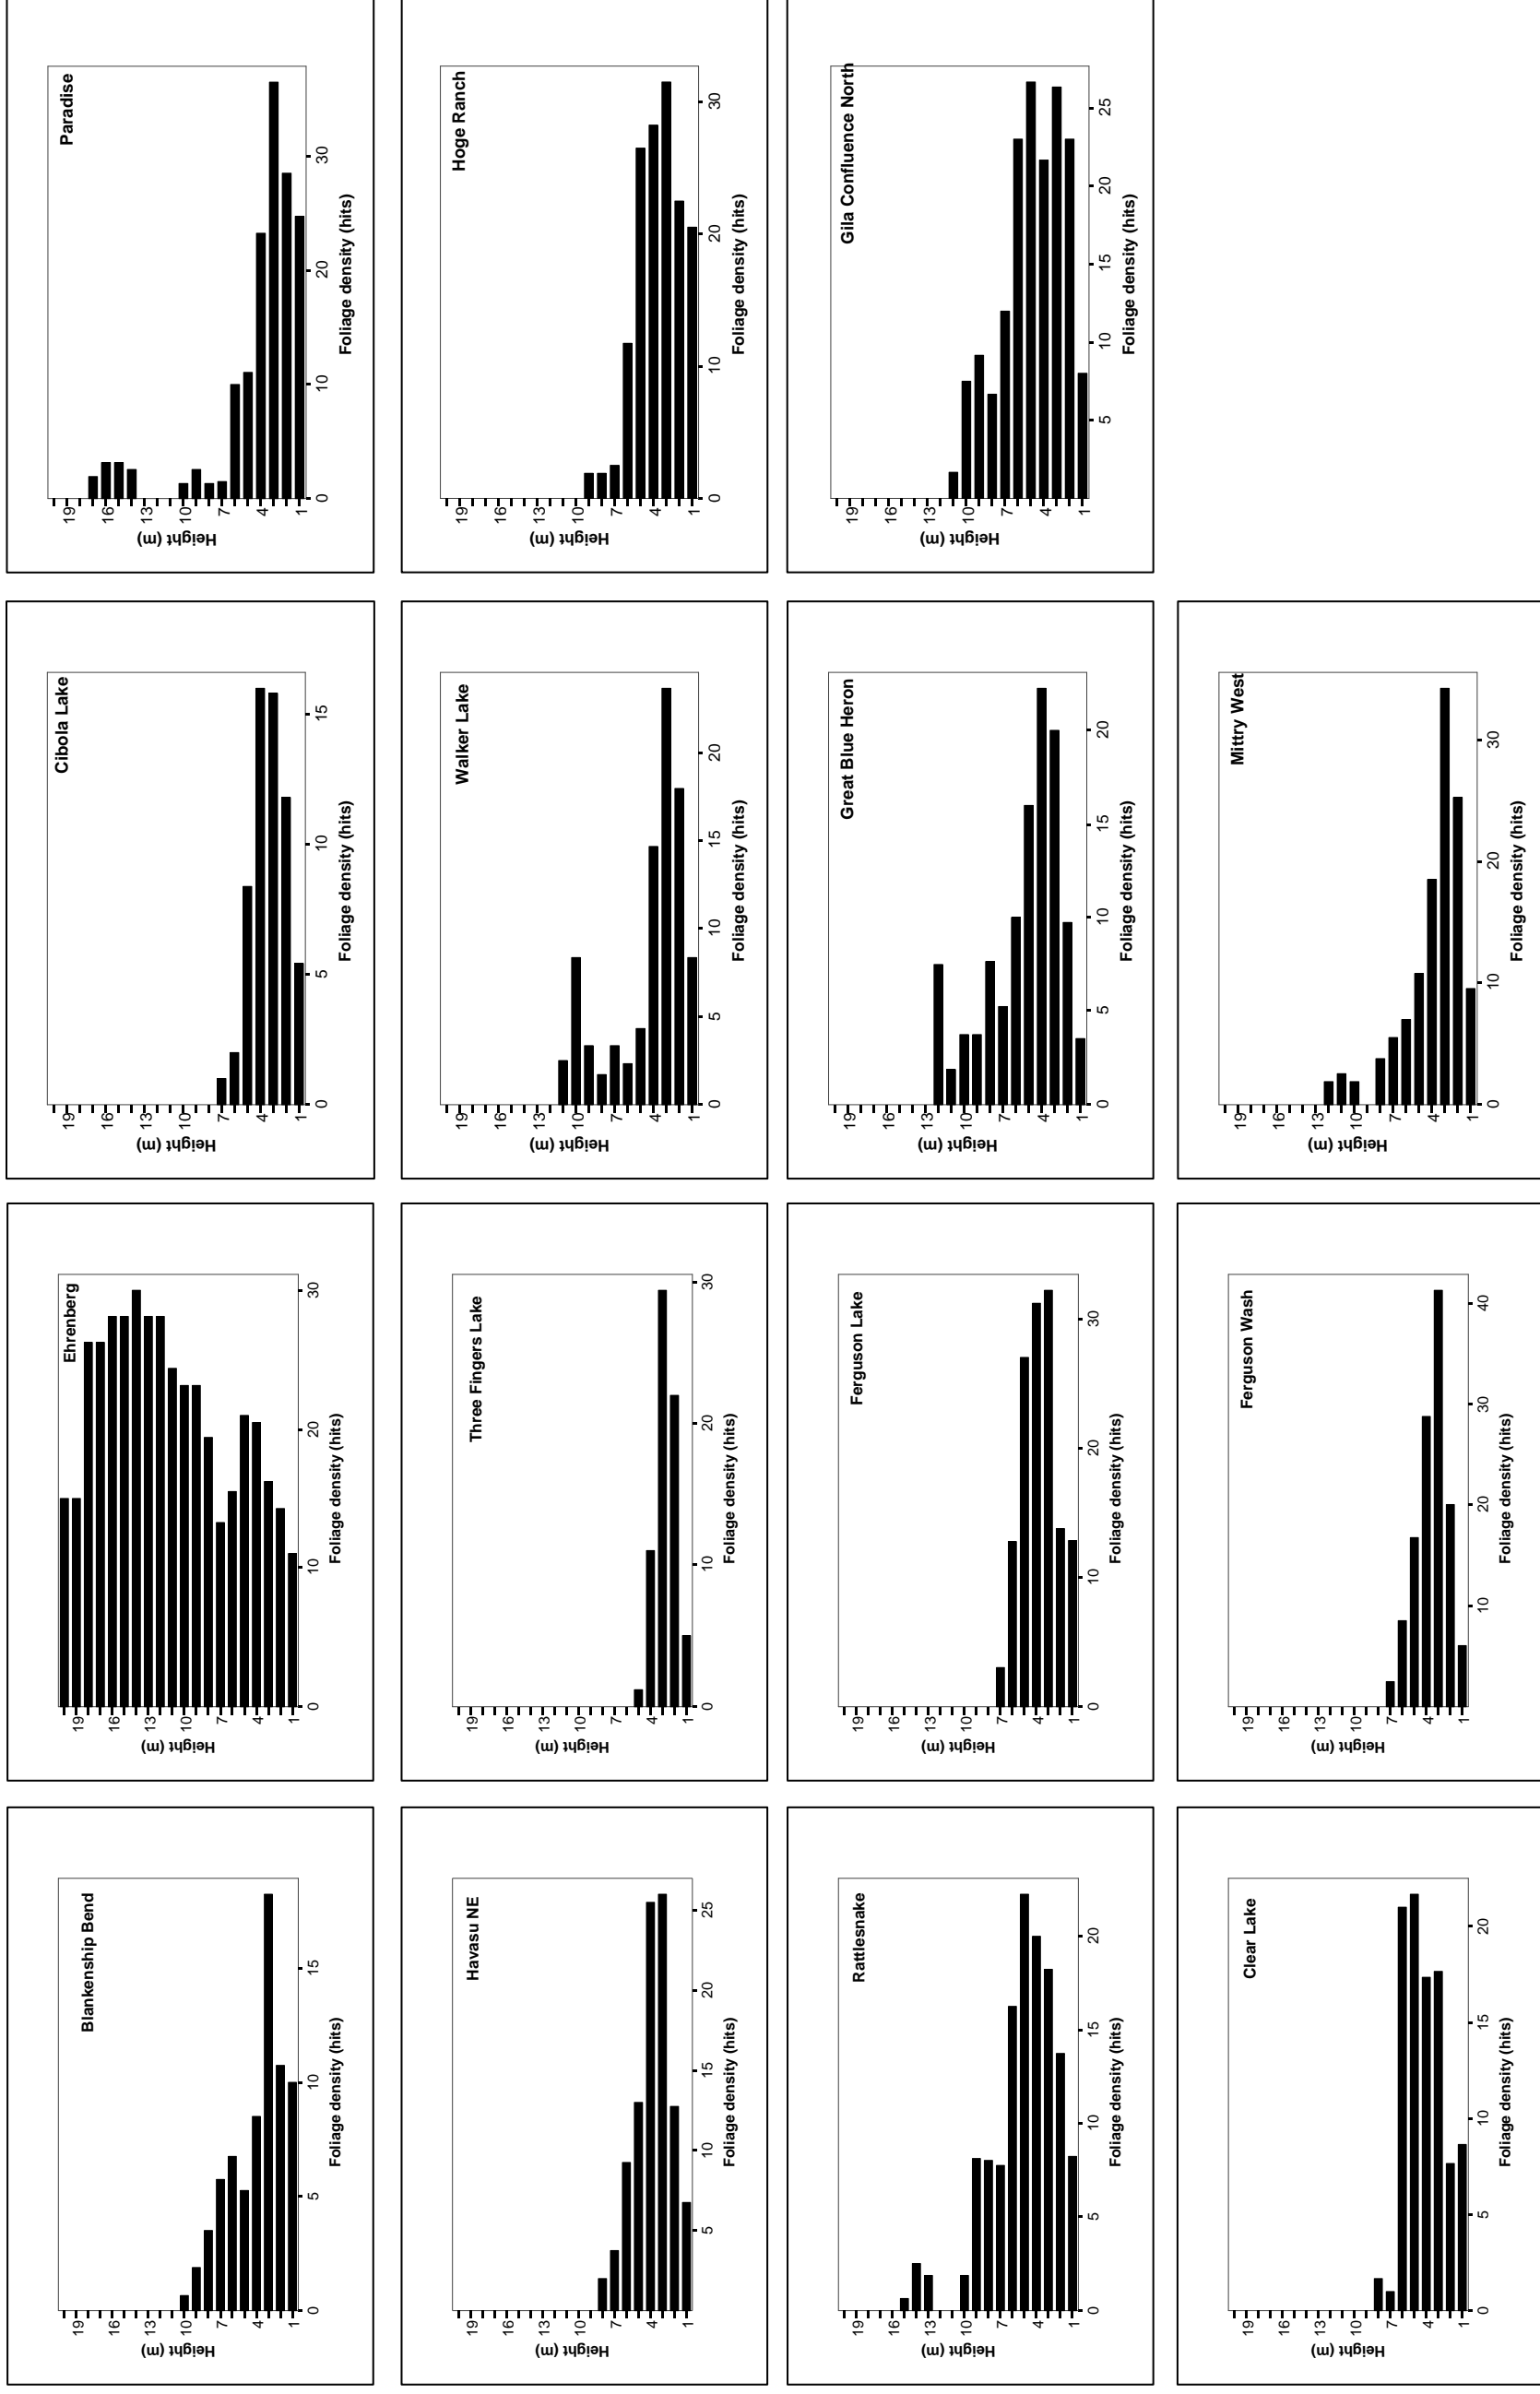 Blankenship Bend
Height (m)
19
16
13
10
7
4
1
0 5 10 15
Foliage density (hits)
Ehrenberg
Height (m)
19
16
13
10
7
4
1
0 10 20 30
Foliage density (hits)
Cibola Lake
Height (m)
19
16
13
10
7
4
1
0 5 10 15
Foliage density (hits)
Paradise
Height (m)
19
16
13
10
7
4
1
0 10 20 30
Foliage density (hits)
Havasu NE
Height (m)
19
16
13
10
7
4
1
5 10 15 20 25
Foliage density (hits)
Three Fingers Lake
Height (m)
19
16
13
10
7
4
1
0 10 20 30
Foliage density (hits)
Walker Lake
Height (m)
19
16
13
10
7
4
1
0 5 10 15 20
Foliage density (hits)
Hoge Ranch
Height (m)
19
16
13
10
7
4
1
0 10 20 30
Foliage density (hits)
Rattlesnake
Height (m)
19
16
13
10
7
4
1
0 5 10 15 20
Foliage density (hits)
Ferguson Lake
Height (m)
19
16
13
10
7
4
1
0 10 20 30
Foliage density (hits)
Great Blue Heron
Height (m)
19
16
13
10
7
4
1
0 5 10 15 20
Foliage density (hits)
Gila Confluence North
Height (m)
19
16
13
10
7
4
1
5 10 15 20 25
Foliage density (hits)
Clear Lake
Height (m)
19
16
13
10
7
4
1
0 5 10 15 20
Foliage density (hits)
Ferguson Wash
Height (m)
19
16
13
10
7
4
1
10 20 30 40
Foliage density (hits)
Mittry West
Height (m)
19
16
13
10
7
4
1
0 10 20 30
Foliage density (hits)